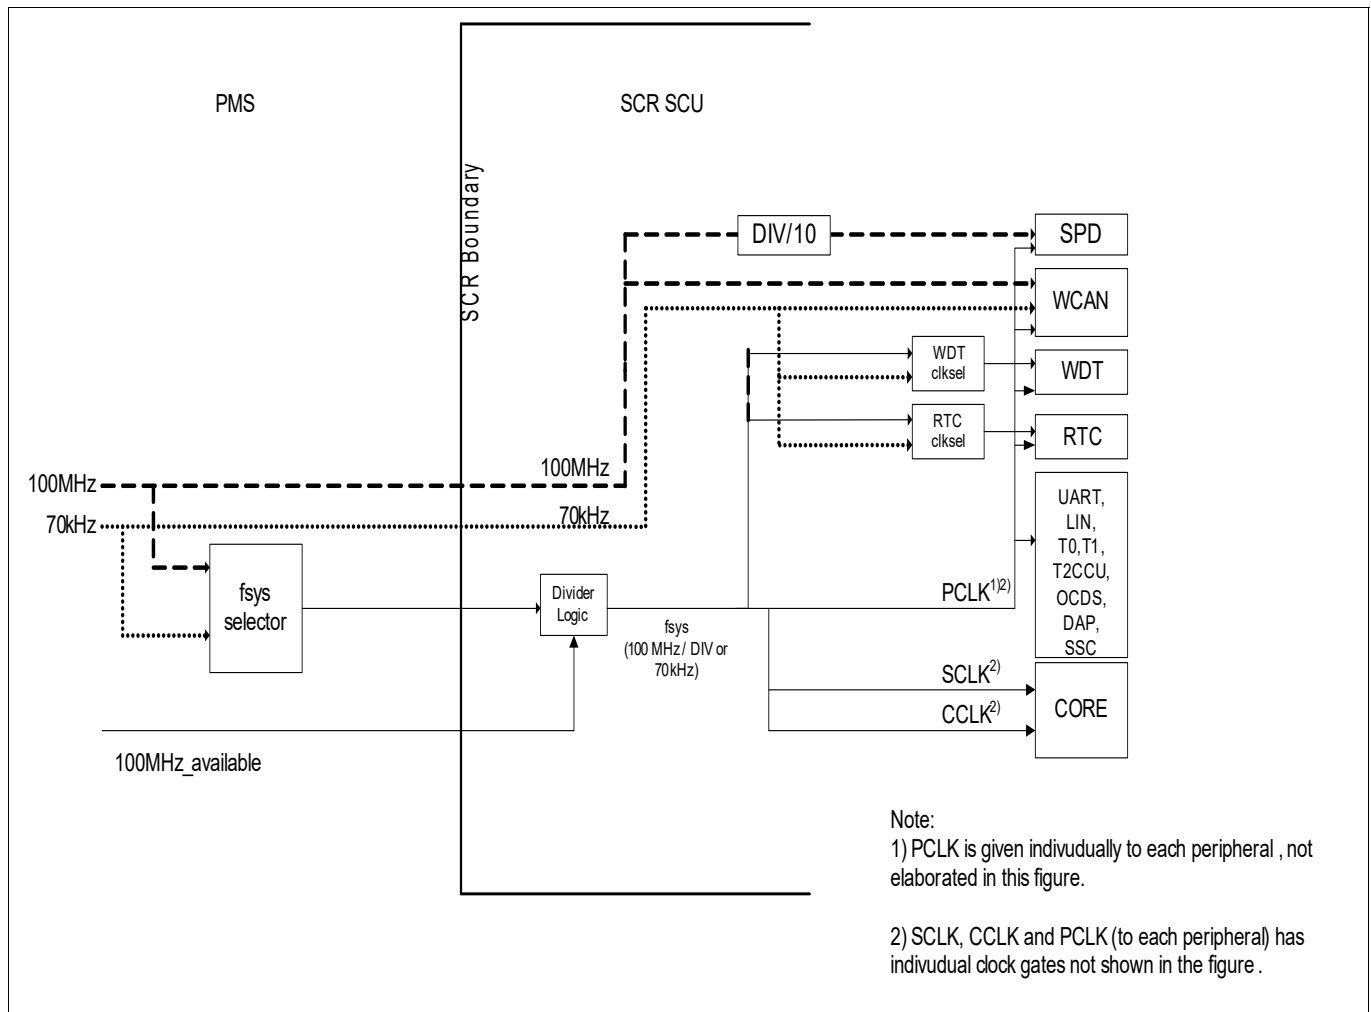 PMS
SCR SCU
SCR Boundary
DIV/10
SPD
WCAN
WDT
clksel
WDT
RTC
clksel
RTC
100MHz
100MHz
70kHz
70kHz
fsys
selector
Divider
Logic
fsys
(100 MHz / DIV or
70kHz)
PCLK1)2)
UART,
LIN,
T0,T1,
T2CCU,
OCDS,
DAP,
SSC
SCLK2)
CCLK2)
CORE
100MHz_available
Note:
1) PCLK is given indivudually to each peripheral , not
elaborated in this figure.
2) SCLK, CCLK and PCLK (to each peripheral) has
indivudual clock gates not shown in the figure .